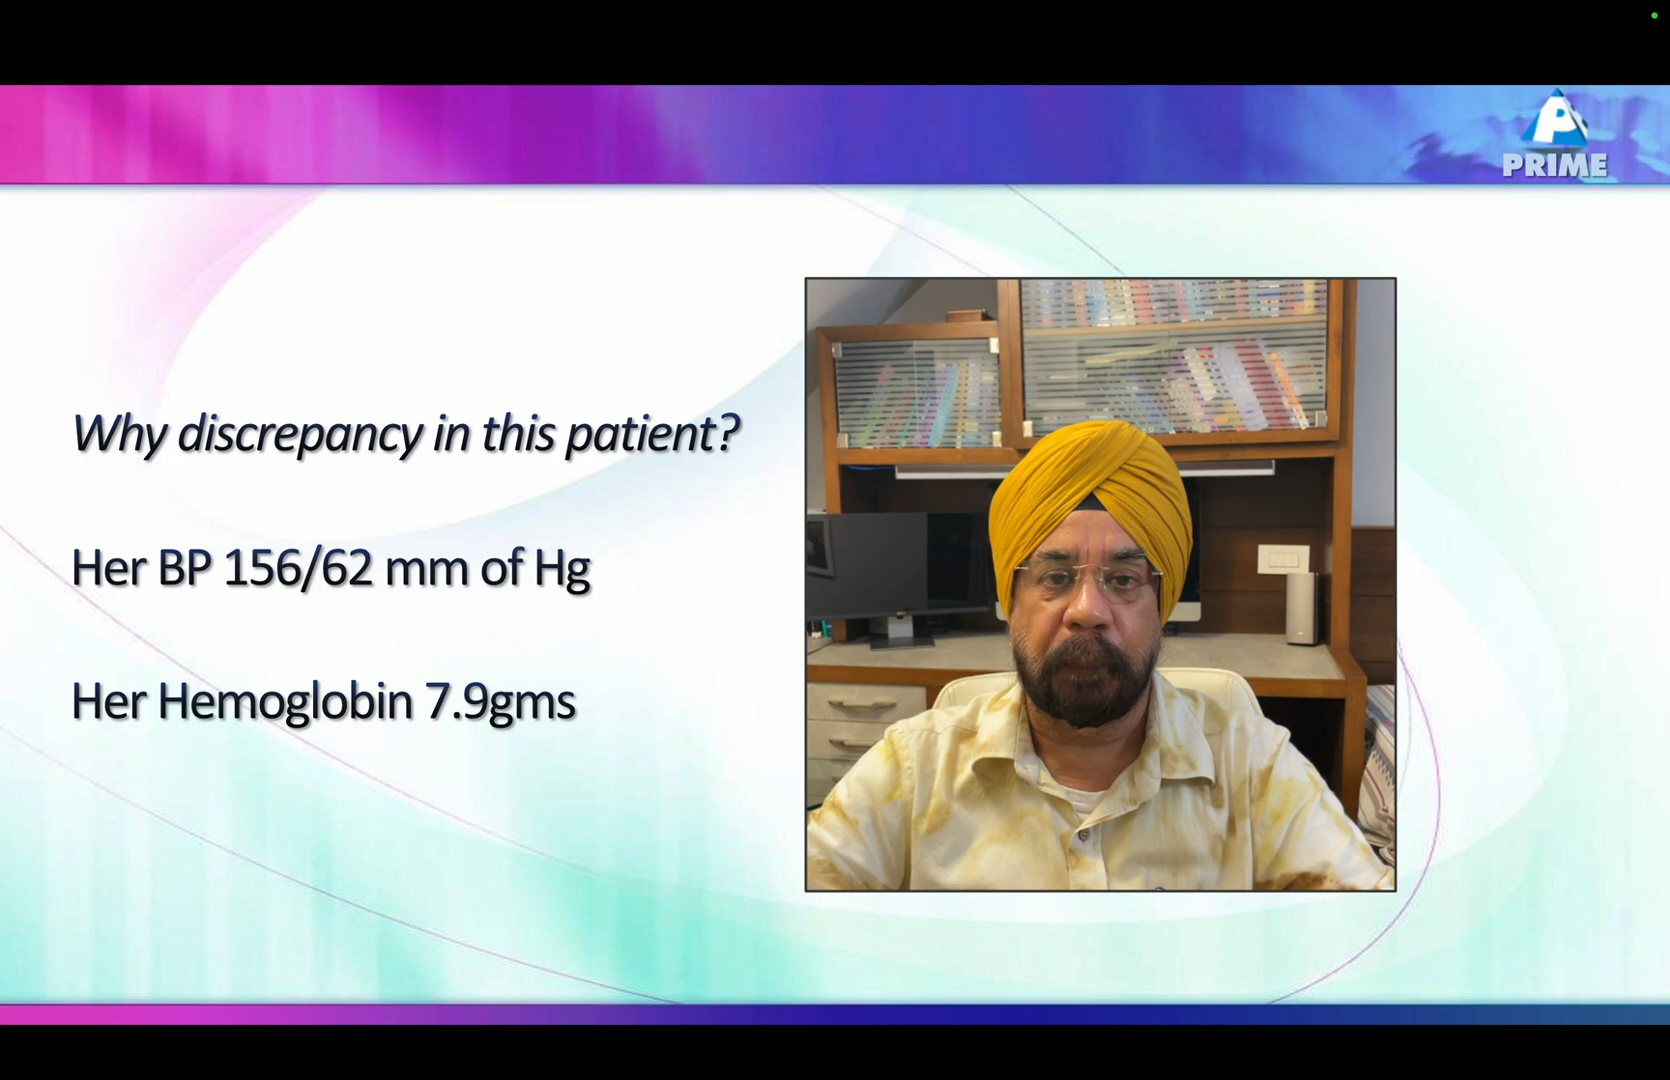 PRIME
Why discrepancy in this patient?
Her BP 156/62 mm of Hg
Her Hemoglobin 7.9gms